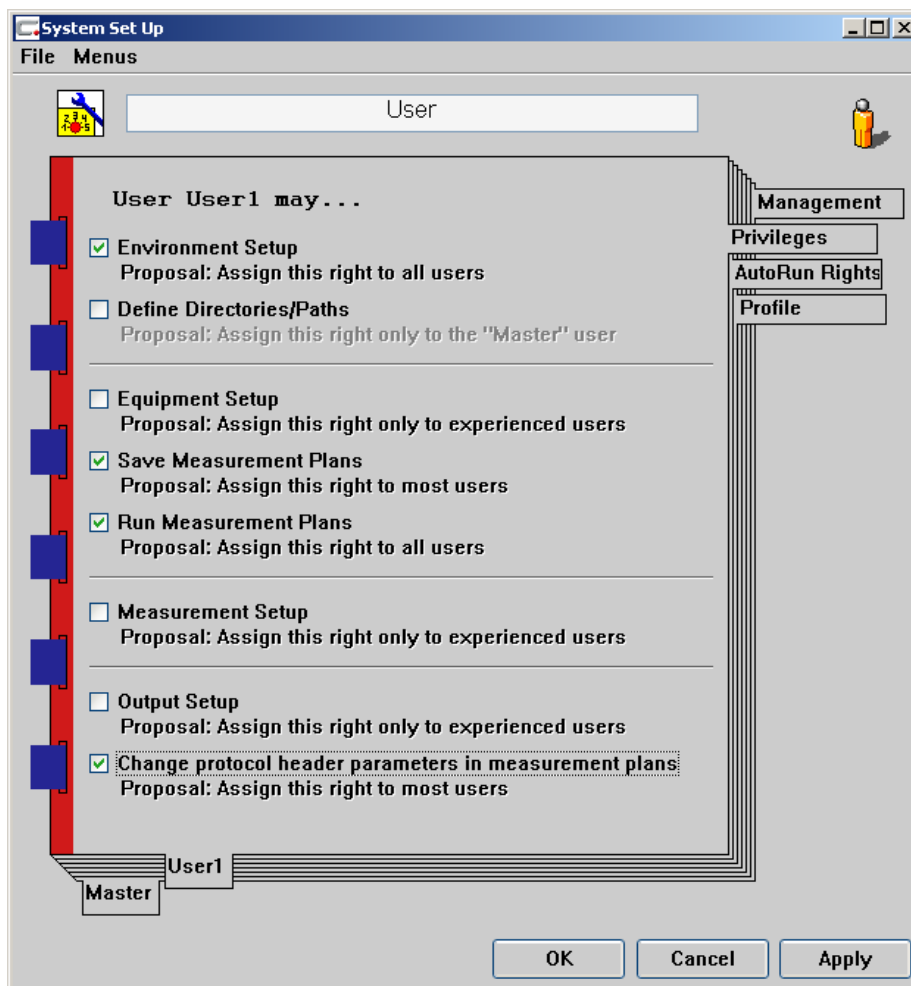 System Set Up
File Menus
User
User User1 may...
Environment Setup
Proposal: Assign this right to all users
Define Directories/Paths
Proposal: Assign this right only to the "Master" user
Equipment Setup
Proposal: Assign this right only to experienced users
Save Measurement Plans
Proposal: Assign this right to most users
Run Measurement Plans
Proposal: Assign this right to all users
Measurement Setup
Proposal: Assign this right only to experienced users
Output Setup
Proposal: Assign this right only to experienced users
Change protocol header parameters in measurement plans
Proposal: Assign this right to most users
Management
Privileges
AutoRun Rights
Profile
User1
Master
OK Cancel Apply